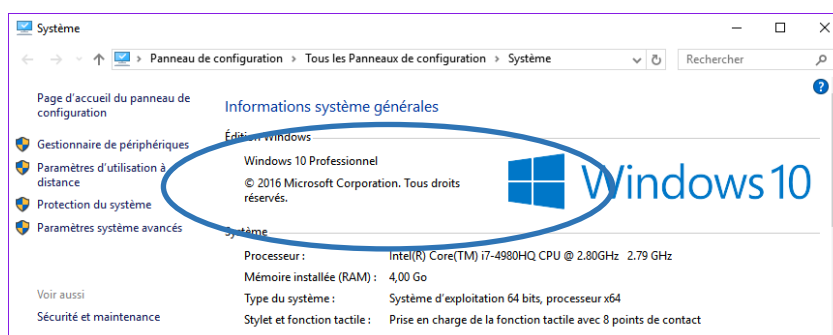 Système
Panneau de configuration > Tous les Panneaux de configuration > Système
Rechercher
Page d'accueil du panneau de
configuration
Gestionnaire de périphériques
Paramètres d'utilisation à
distance
Protection du système
Paramètres système avancés
Voir aussi
Sécurité et maintenance
Informations système générales
Édition Windows
Windows 10 Professionnel
© 2016 Microsoft Corporation. Tous droits
réservés.
Windows 10
Système
Processeur : Intel(R) Core(TM) i7-4980HQ CPU @ 2.80GHz 2.79 GHz
Mémoire installée (RAM) : 4,00 Go
Type du système : Système d'exploitation 64 bits, processeur x64
Stylet et fonction tactile : Prise en charge de la fonction tactile avec 8 points de contact